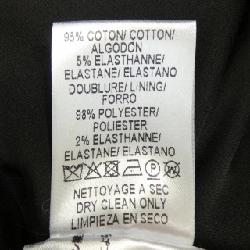 95% COTON/ COTTON/
ALGODON
5% ELASTHANNE/
ELASTANE/ ELASTANO
DOUBLURE/ LINING/
FORRO
98% POLYESTER/
POLIESTER
2% ELASTHANNE/
ELASTANE/ ELASTANO
NETTOYAGE A SEC
DRY CLEAN ONLY
LIMPIEZA EN SECO